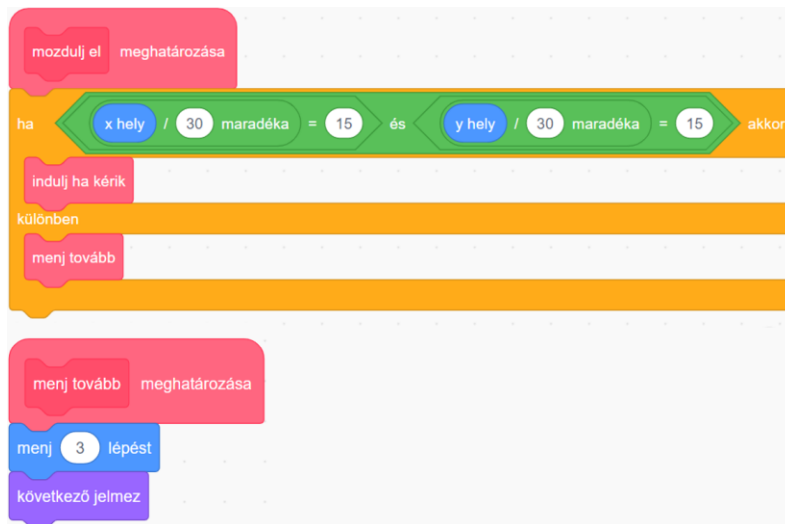 mozdulj el meghatározása
ha x hely / 30 maradéka = 15 és y hely / 30 maradéka = 15 akkor
indulj ha kérik
különben
menj tovább
menj tovább meghatározása
menj 3 lépést
következő jelmez